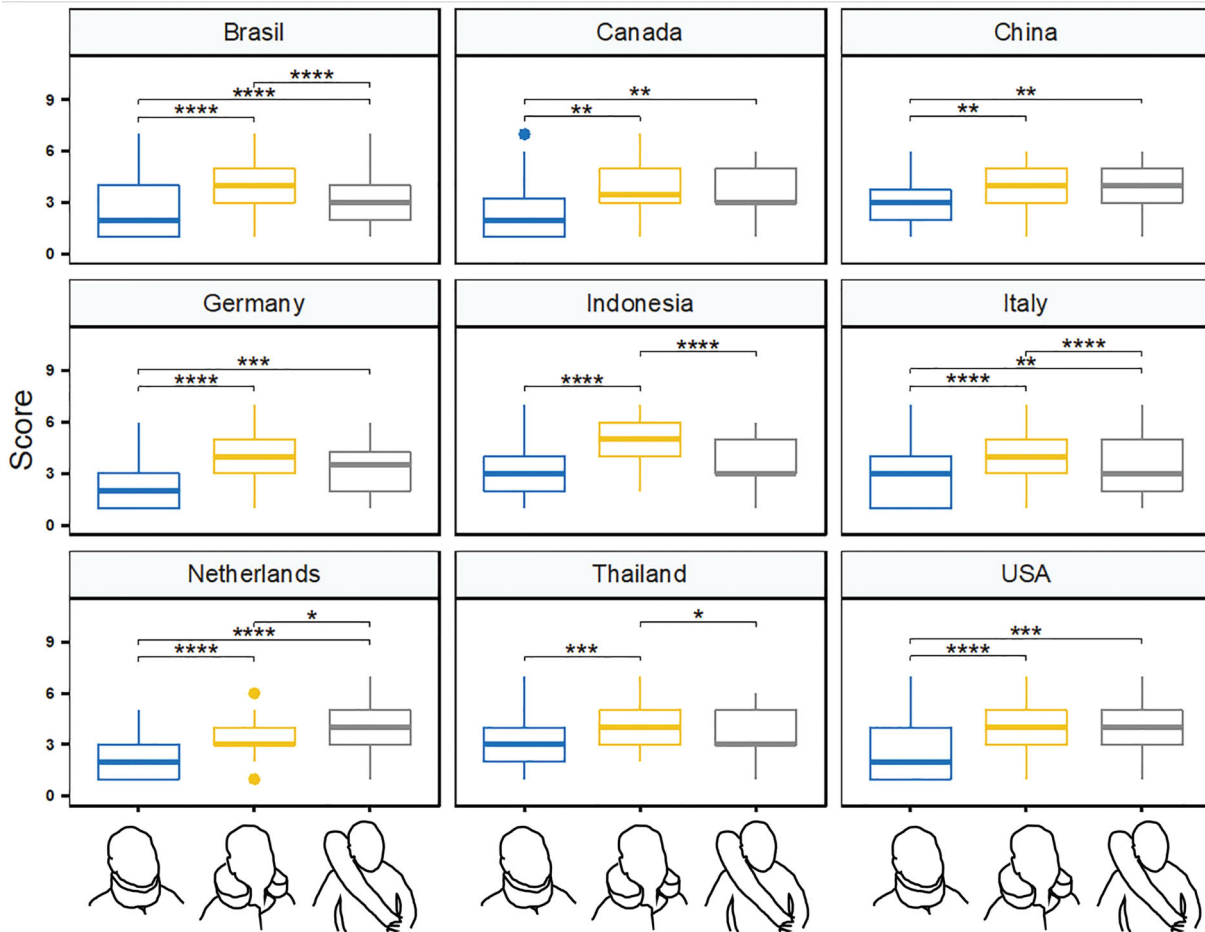 Brasil Canada China
**** ** **
**** ** **
****
9
6
3
0
Germany Indonesia Italy
*** **** ****
**** **** **
****
9
6
3
0
Score
Netherlands Thailand USA
* * ***
**** *** ****
****
9
6
3
0